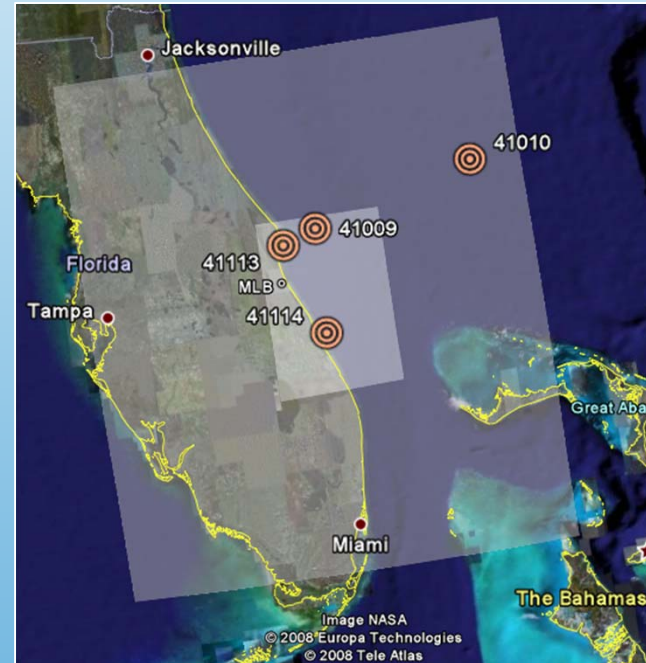 Jacksonville
41010
41009
41113
Florida
MLB
Tampa
41114
Great Aba
Miami
The Bahamas
Image NASA
© 2008 Europa Technologies
© 2008 Tele Atlas